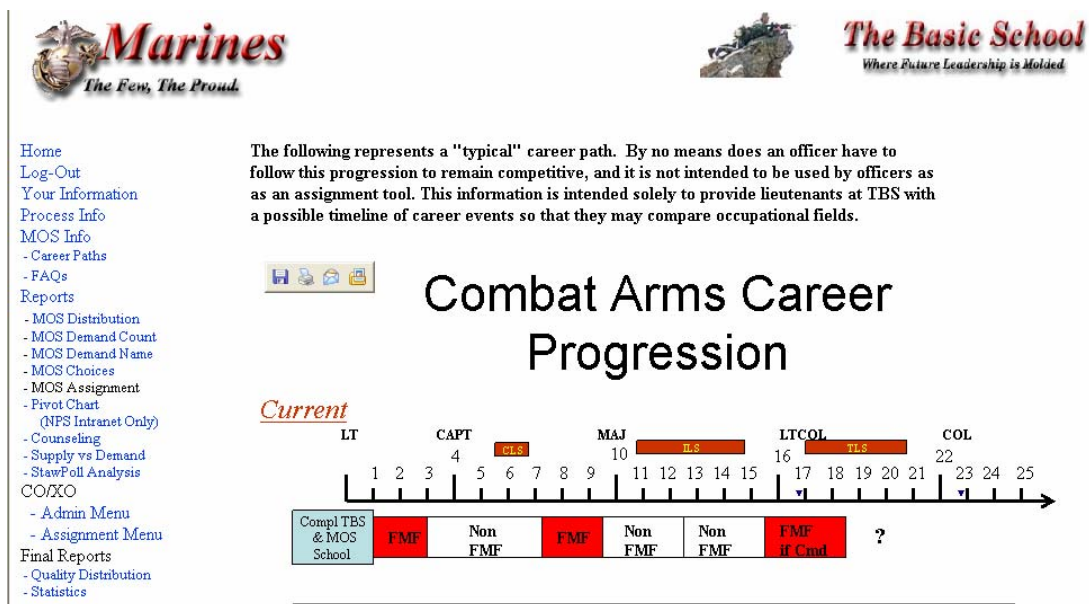 Marines
The Few, The Proud.
The Basic School
Where Future Leadership is Molded
Home
Log-Out
Your Information
Process Info
MOS Info
- Career Paths
- FAQs
Reports
- MOS Distribution
- MOS Demand Count
- MOS Demand Name
- MOS Choices
- MOS Assignment
- Pivot Chart
(NPS Intranet Only)
- Counseling
- Supply vs Demand
- StawPoll Analysis
CO/XO
- Admin Menu
- Assignment Menu
Final Reports
- Quality Distribution
- Statistics
The following represents a "typical" career path. By no means does an officer have to
follow this progression to remain competitive, and it is not intended to be used by officers as
as an assignment tool. This information is intended solely to provide lieutenants at TBS with
a possible timeline of career events so that they may compare occupational fields.
Combat Arms Career
Progression
Current
LT CAPT MAJ LTCOL COL
4 CLS 10 ILS 16 TLS 22
1 2 3 5 6 7 8 9 11 12 13 14 15 17 18 19 20 21 23 24 25
Compl TBS
& MOS
School
FMF
Non
FMF
FMF
Non
FMF
Non
FMF
FMF
if Cmd
?